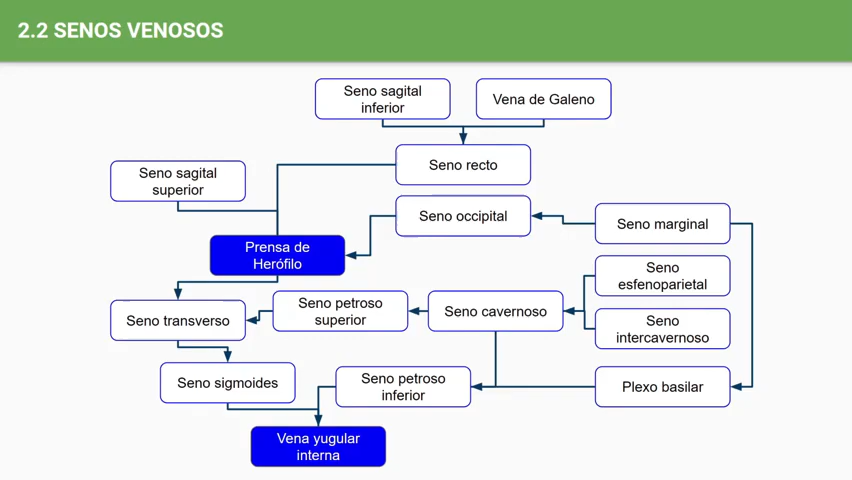 2.2 SENOS VENOSOS
Seno sagital
inferior
Vena de Galeno
Seno recto
Seno sagital
superior
Seno occipital
Seno marginal
Prensa de
Herófilo
Seno
esfenoparietal
Seno petroso
superior
Seno cavernoso
Seno transverso
Seno
intercavernoso
Seno sigmoides
Seno petroso
inferior
Plexo basilar
Vena yugular
interna